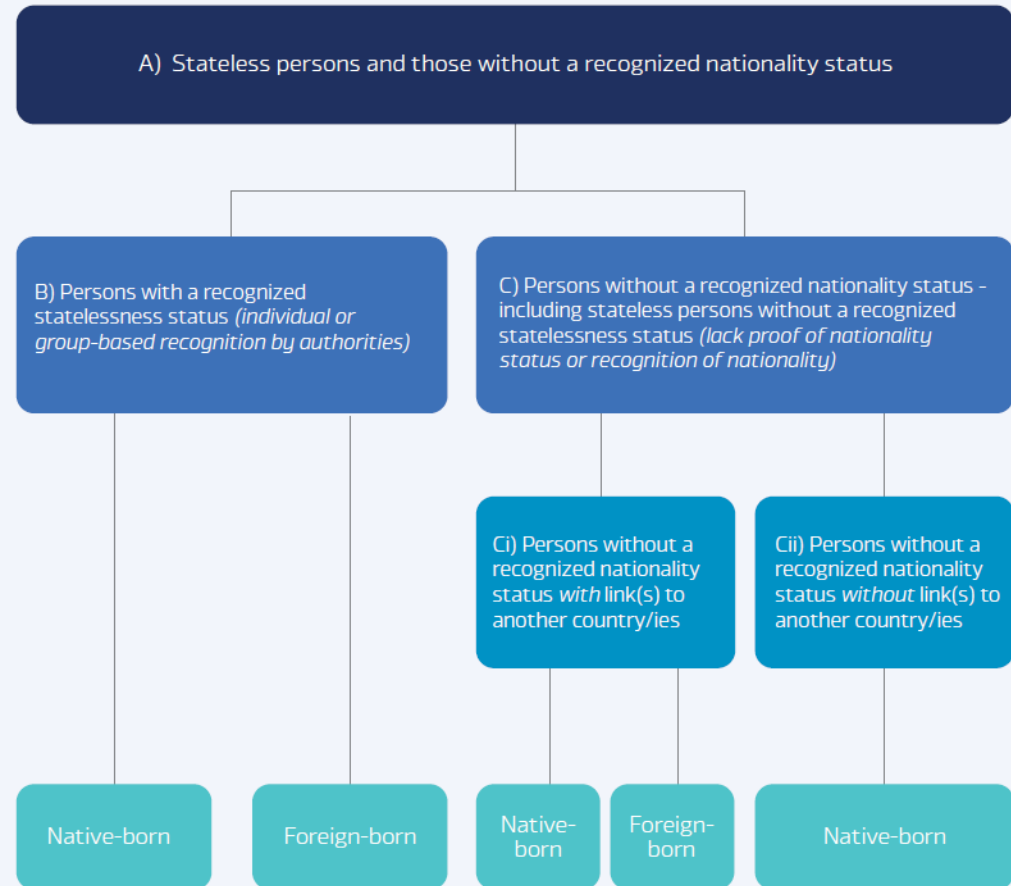 A) Stateless persons and those without a recognized nationality status
B) Persons with a recognized
statelessness status (individual or
group-based recognition by authorities)
C) Persons without a recognized nationality status -
including stateless persons without a recognized
statelessness status (lack proof of nationality
status or recognition of nationality)
Ci) Persons without a
recognized nationality
status with link(s) to
another country/ies
Cii) Persons without a
recognized nationality
status without link(s) to
another country/ies
Native-born
Foreign-born
Native-
born
Foreign-
born
Native-born